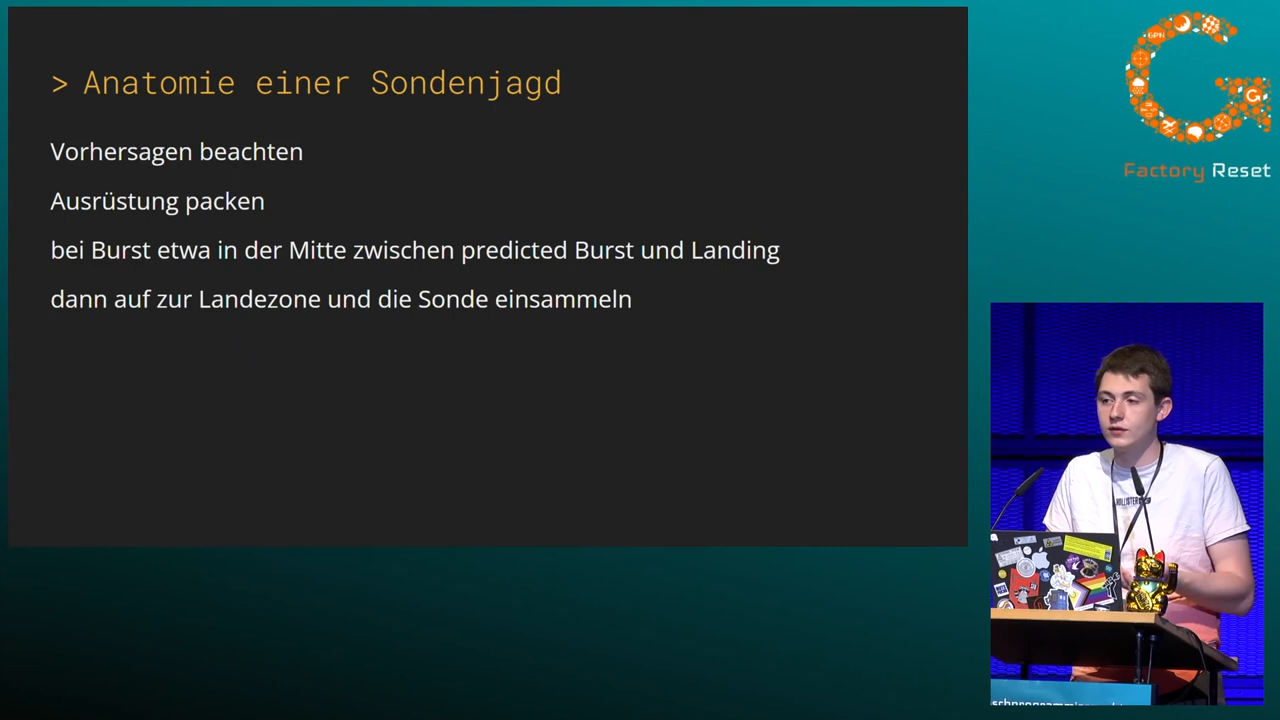 > Anatomie einer Sondenjagd
Vorhersagen beachten
Ausrüstung packen
bei Burst etwa in der Mitte zwischen predicted Burst und Landing
dann auf zur Landezone und die Sonde einsammeln
GPN
G
Factory Reset